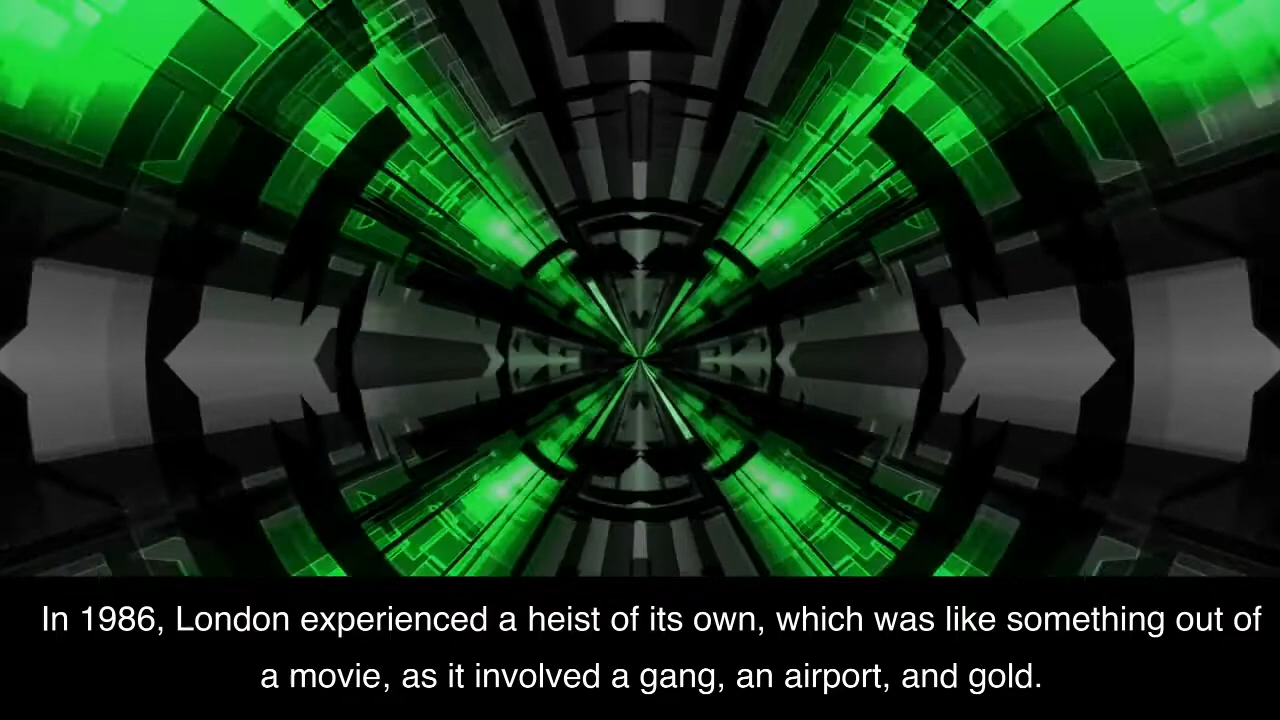 In 1986, London experienced a heist of its own, which was like something out of
a movie, as it involved a gang, an airport, and gold.